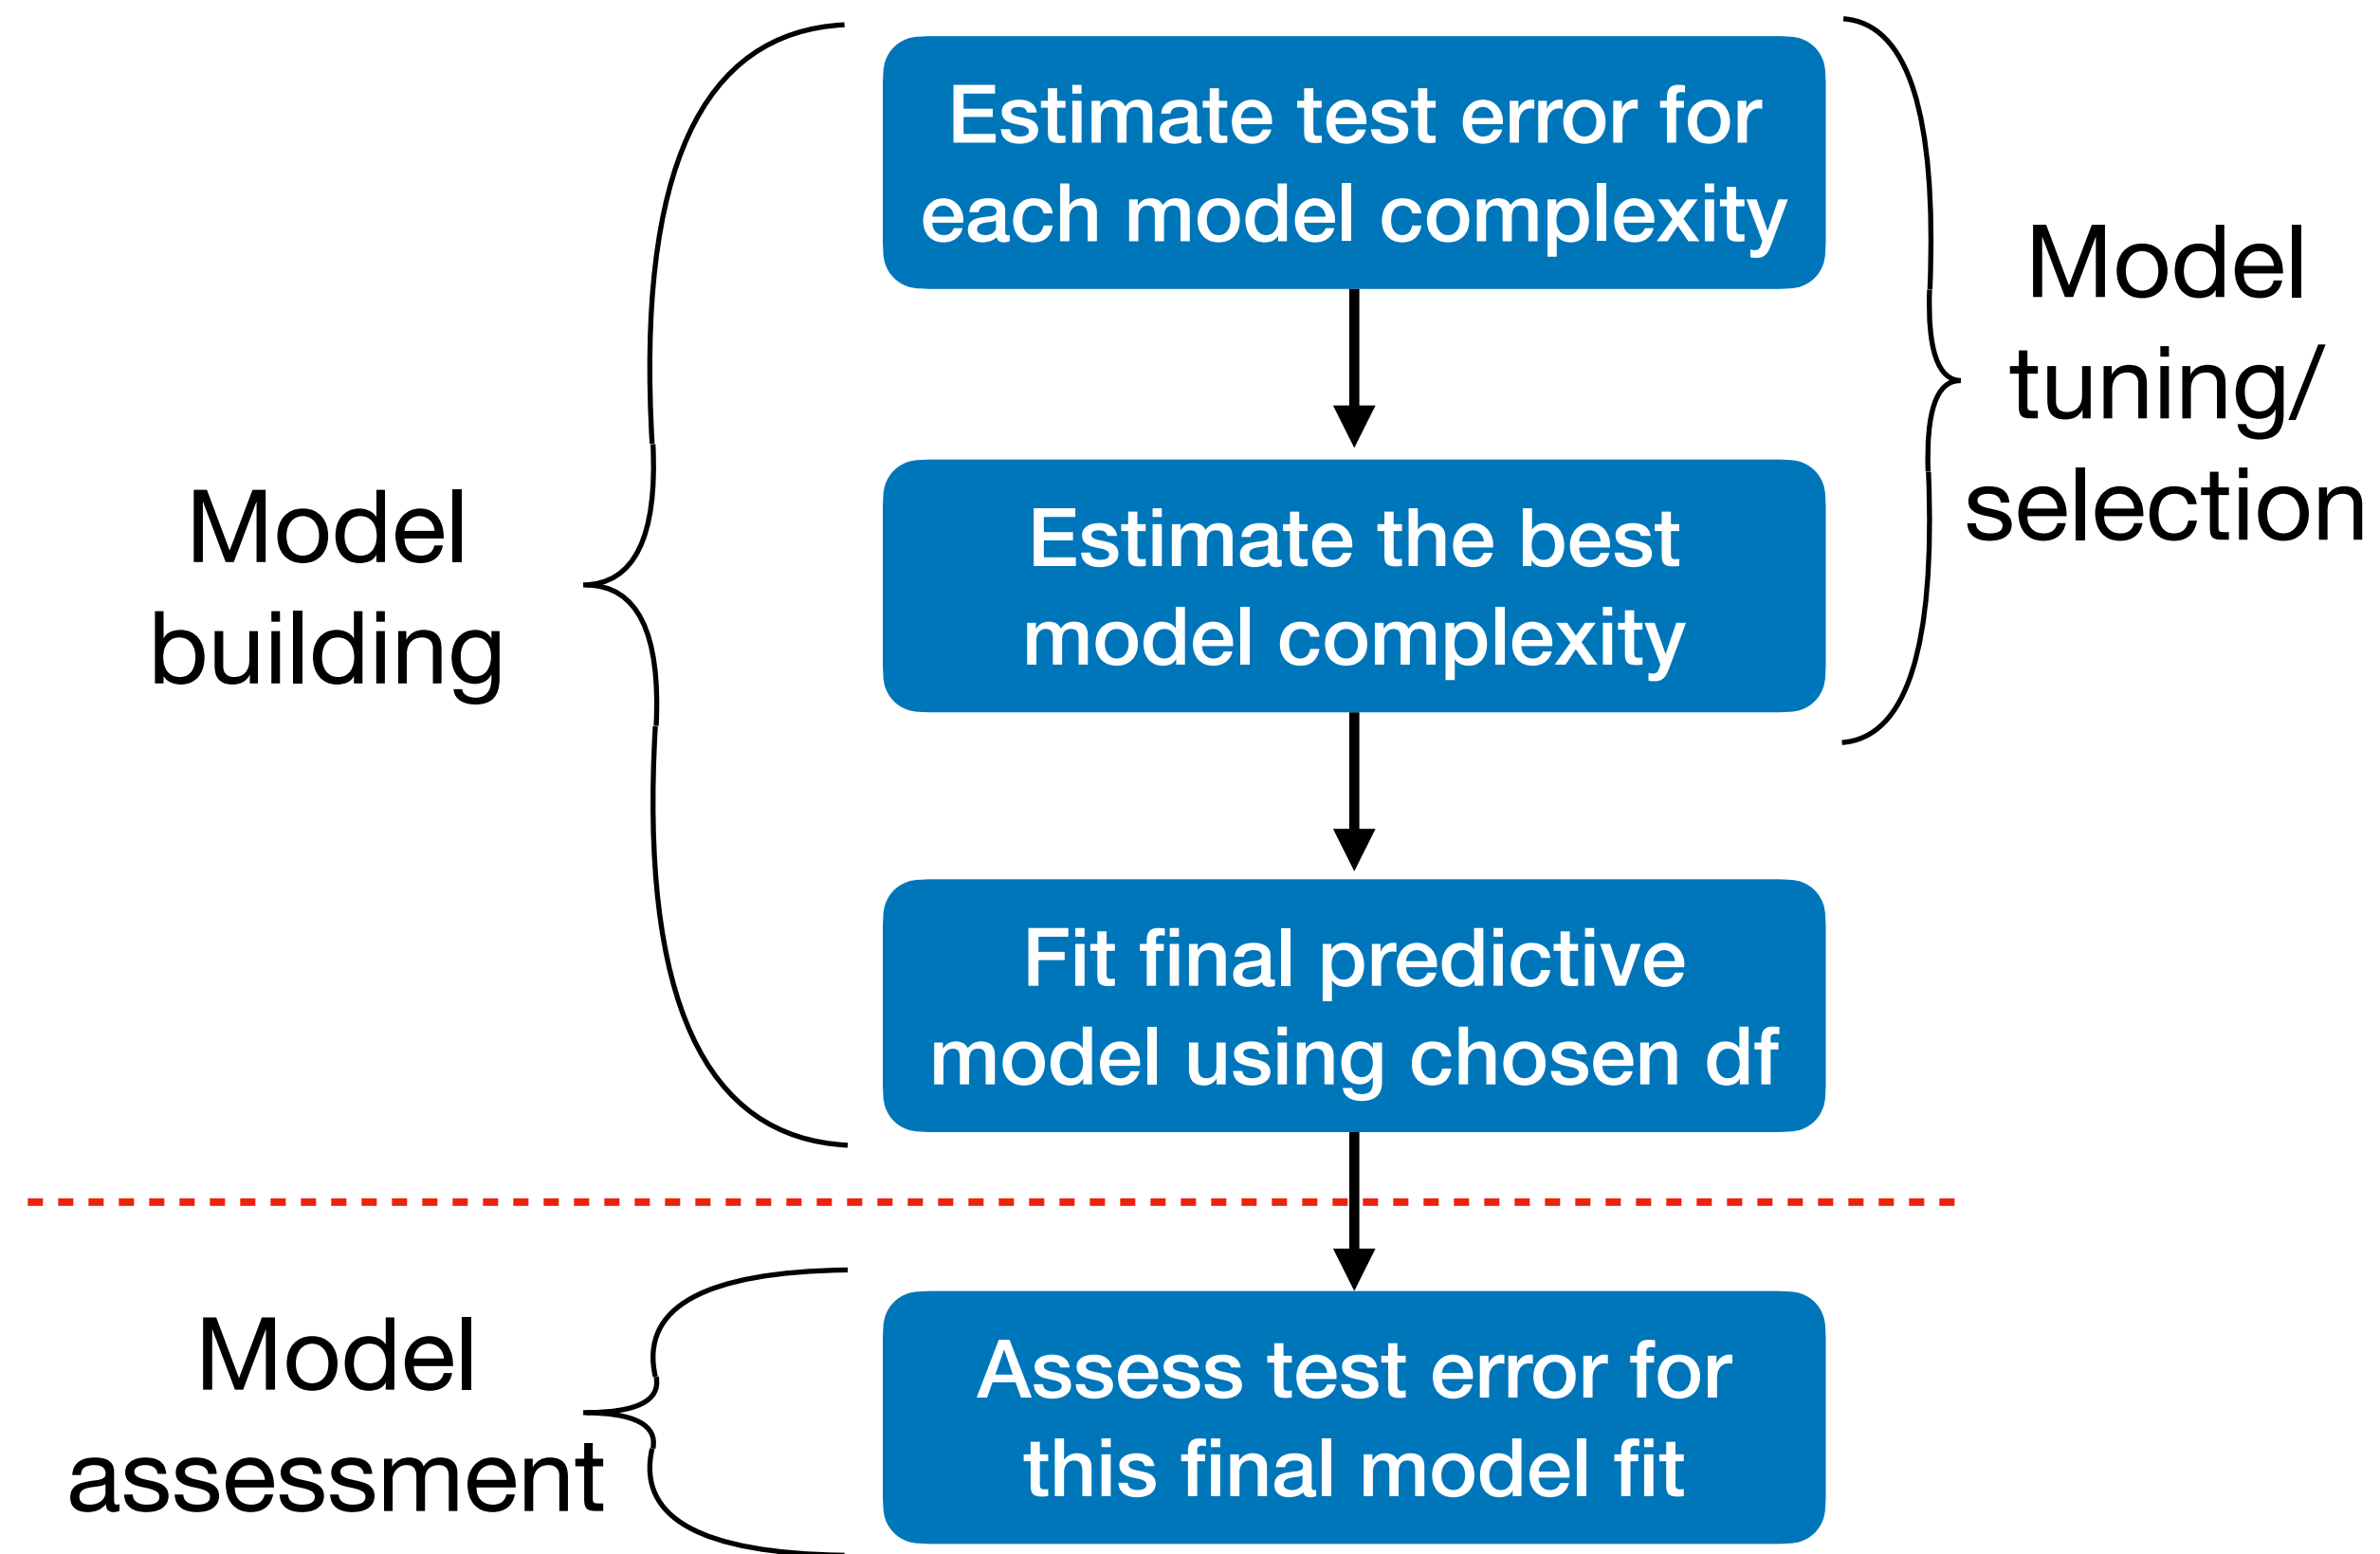 Estimate test error for
each model complexity
Model
tuning/
selection
Estimate the best
model complexity
Model
building
Fit final predictive
model using chosen df
Model
assessment
Assess test error for
this final model fit